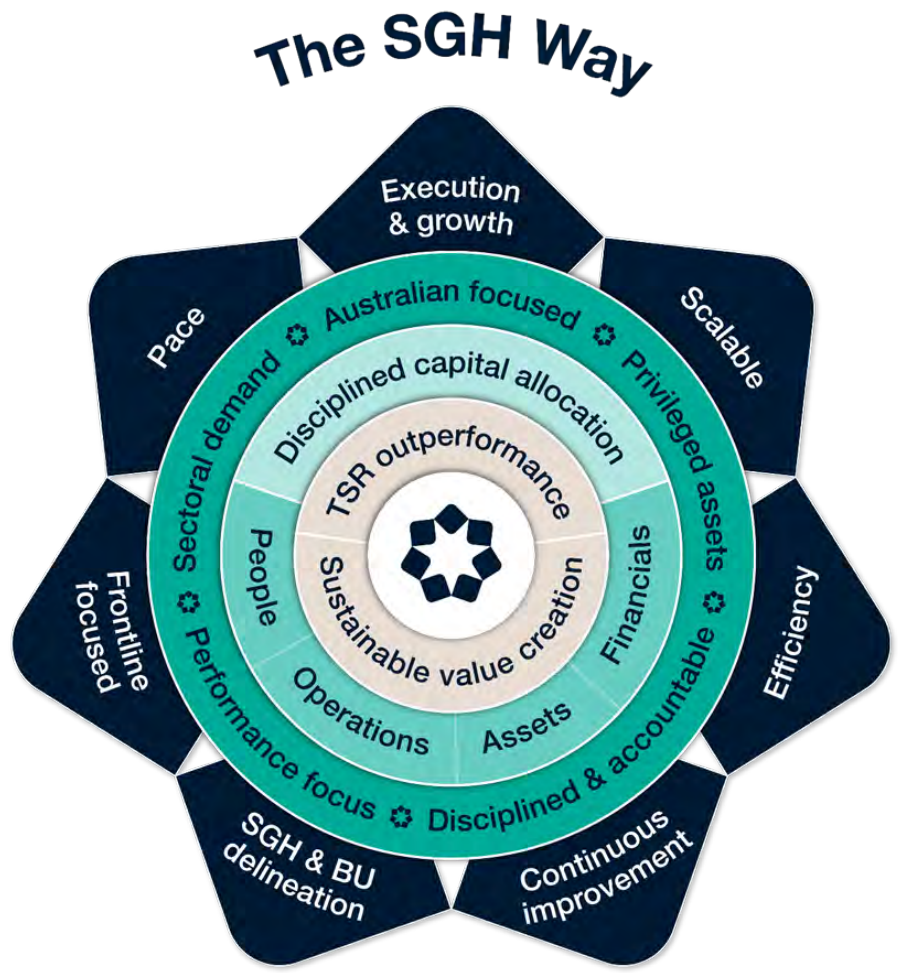 The SGH Way
Execution
& growth
Scalable
Efficiency
Continuous
improvement
SGH & BU
delineation
Frontline
focused
Pace
Australian focused
Privileged assets
Disciplined & accountable
Performance focus
Sectoral demand
Disciplined capital allocation
Financials
Assets
Operations
People
TSR outperformance
Sustainable value creation